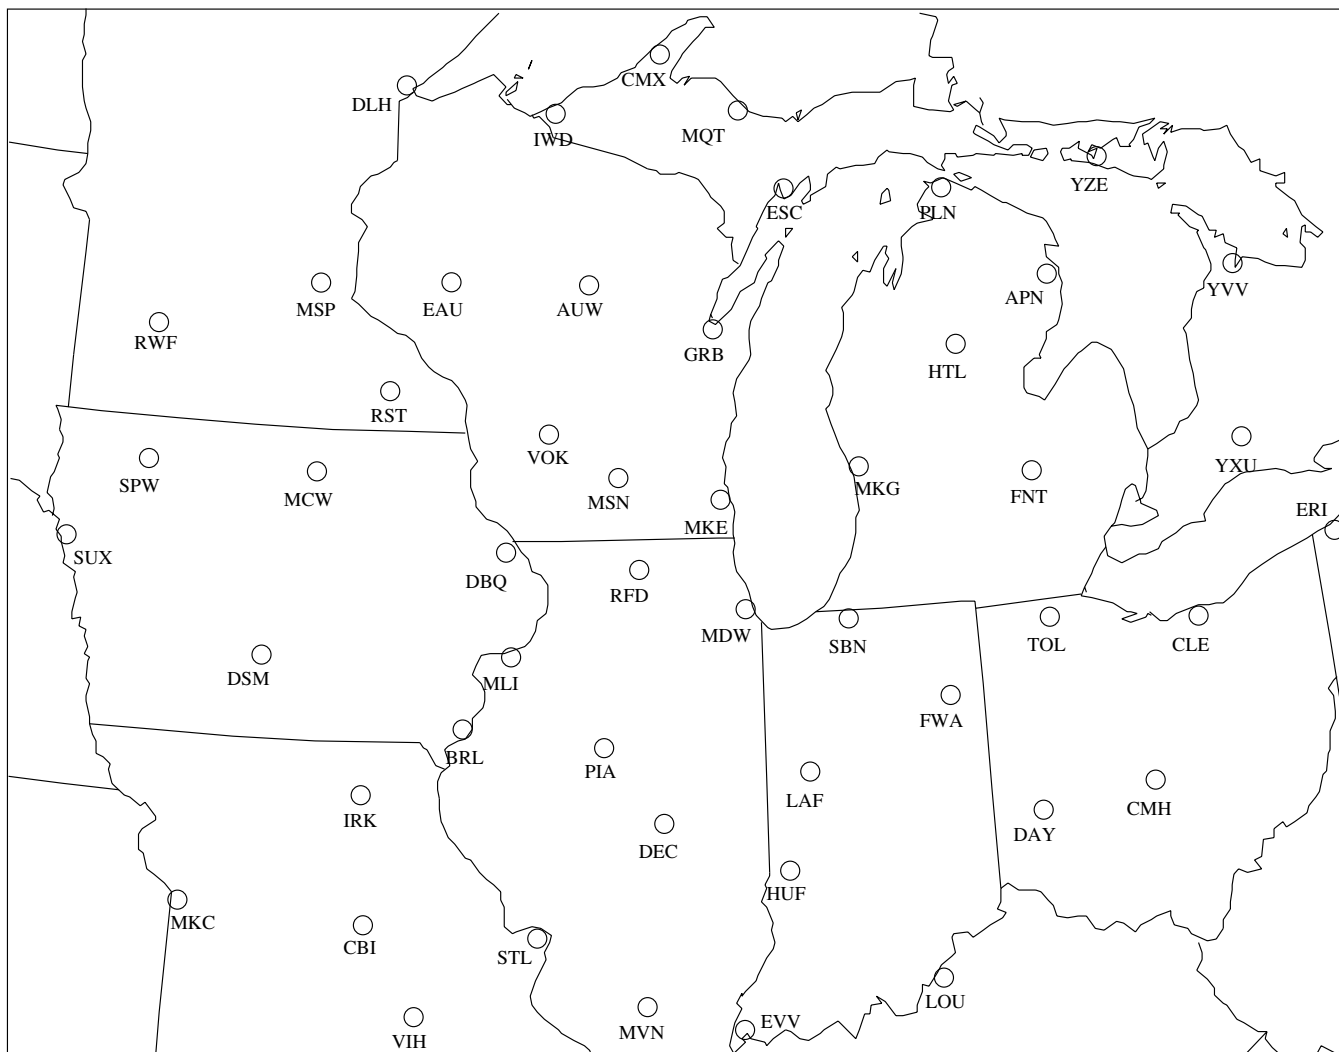 CMX
DLH
IWD
MQT
YZE
ESC
PLN
YVV
APN
MSP
EAU
AUW
RWF
GRB
HTL
RST
VOK
YXU
SPW
MCW
MSN
MKG
FNT
MKE
ERI
SUX
DBQ
RFD
MDW
SBN
TOL
CLE
DSM
MLI
FWA
BRL
PIA
LAF
CMH
IRK
DAY
DEC
HUF
MKC
CBI
STL
LOU
EVV
MVN
VIH